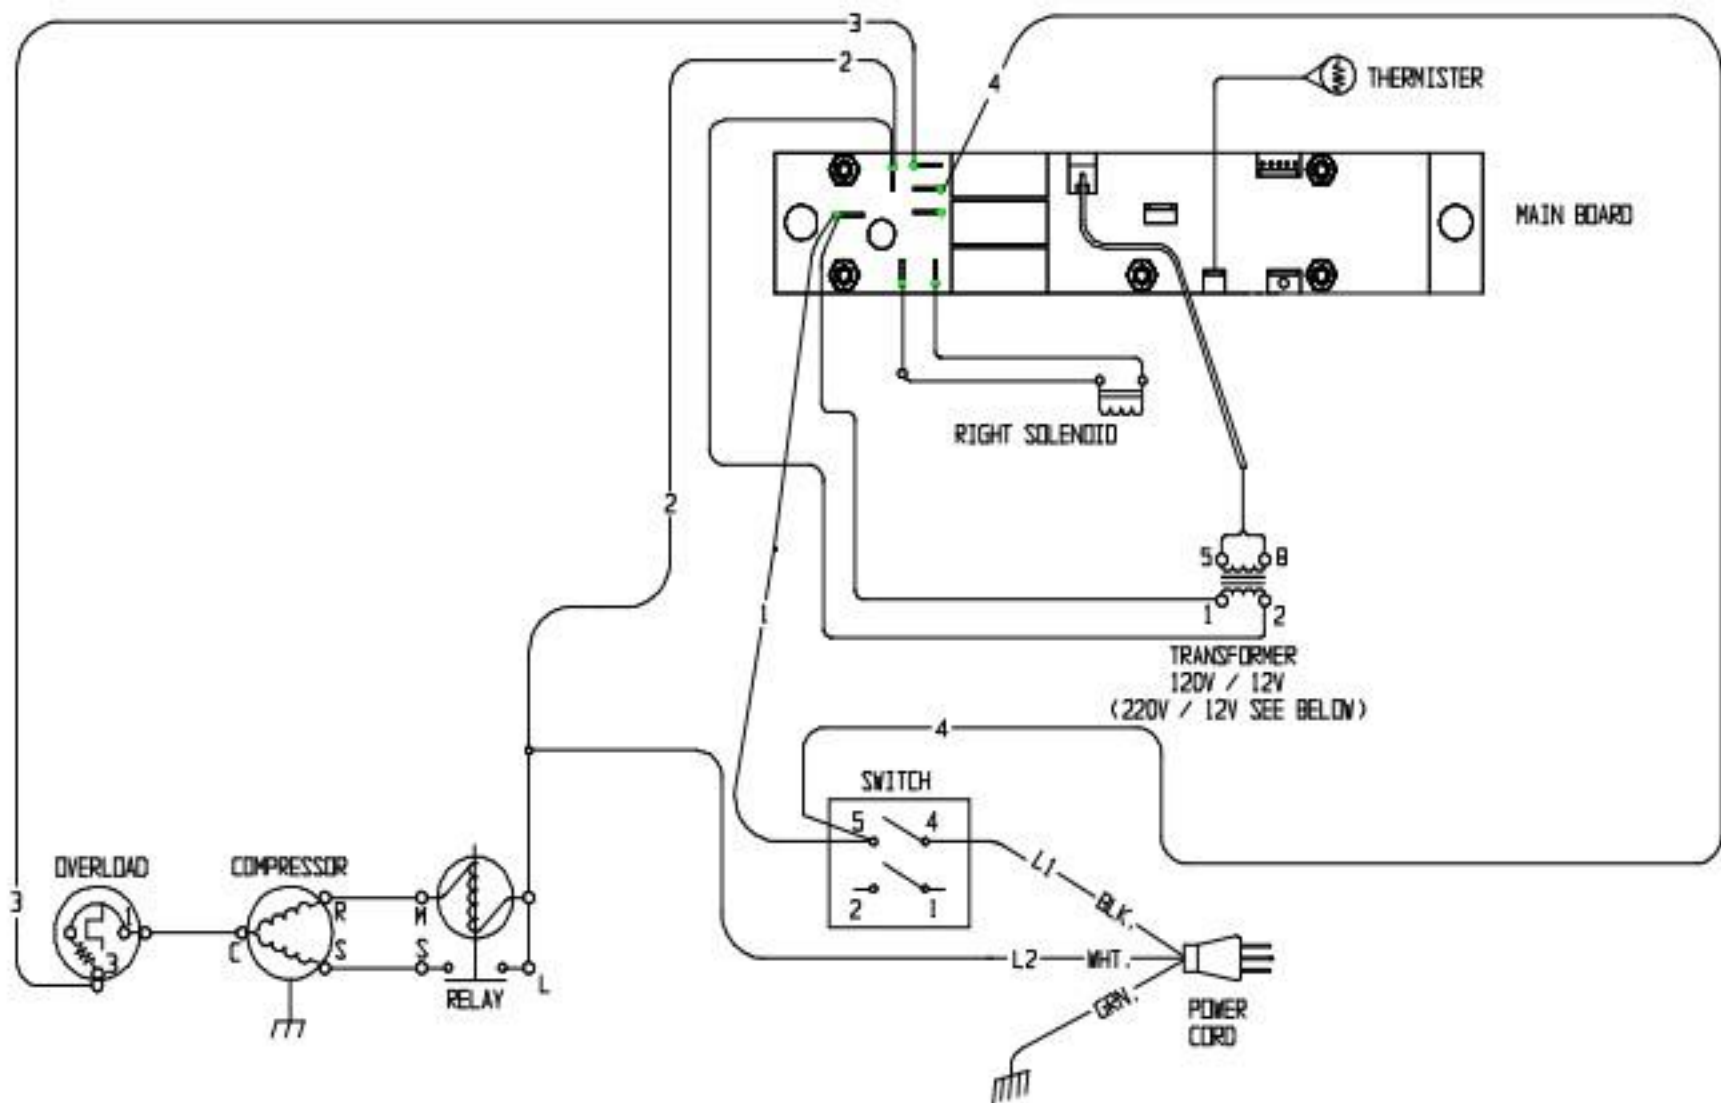 3
2
4
THERMISTER
MAIN BOARD
RIGHT SOLENOID
2
5 8
1 2
1
TRANSFORMER
120V / 12V
(220V / 12V SEE BELOW)
4
SWITCH
5 4
2 1
L1
BLK.
L2 WHT.
GRN.
POWER
CORD
OVERLOAD
COMPRESSOR
3
1
3
C
R
S
M
S
L
RELAY